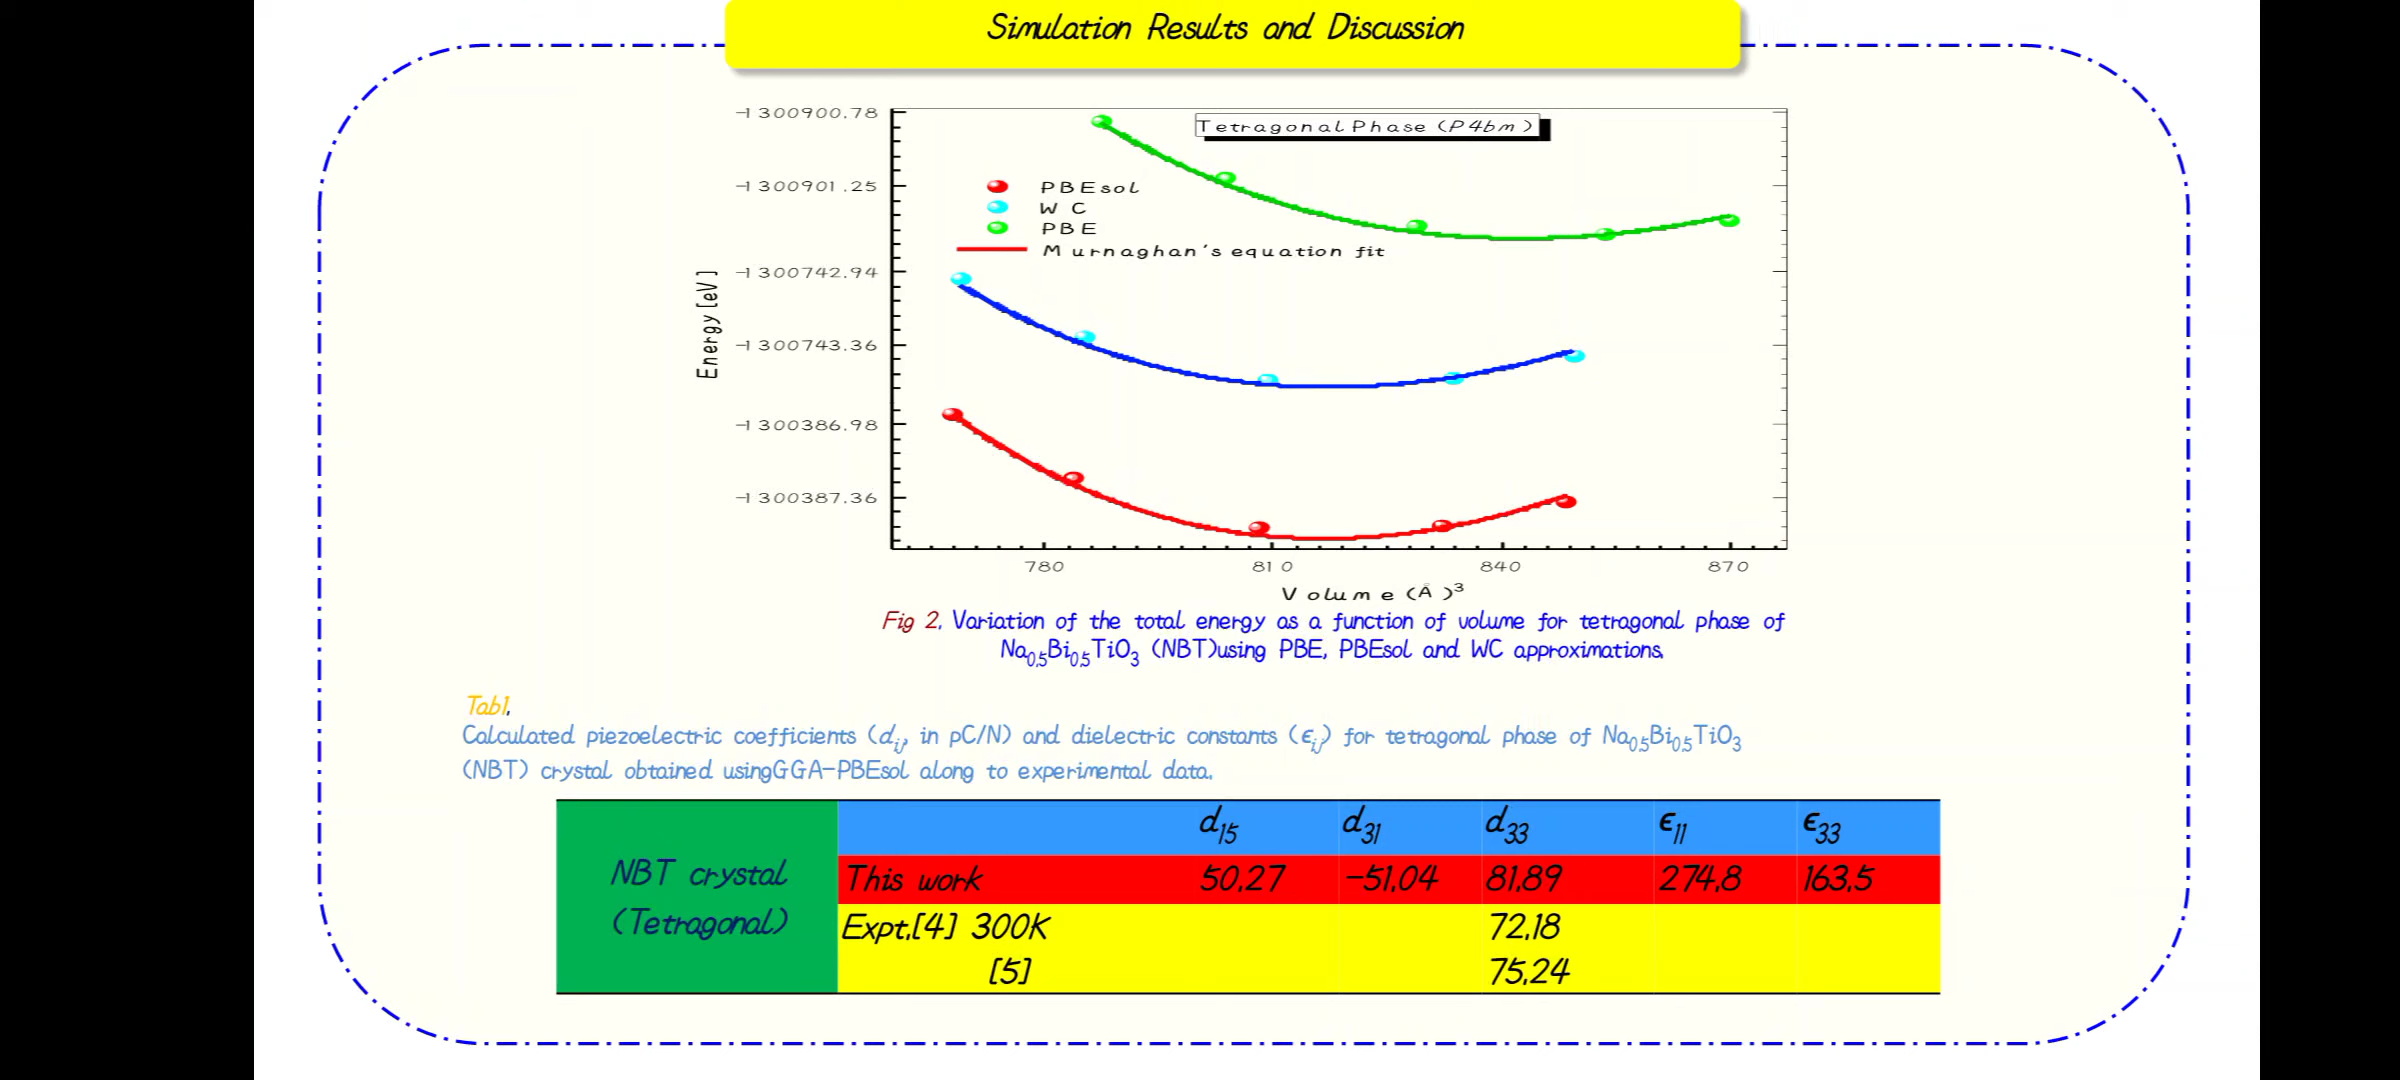 Simulation Results and Discussion
-1300900.78
Tetragonal Phase (P4bm)
-1300901.25
PBEsol
WC
PBE
Murnaghan's equation fit
-1300742.94
Energy [eV]
-1300743.36
-1300386.98
-1300387.36
780 810 840 870
Volume (Å)³
Fig 2. Variation of the total energy as a function of volume for tetragonal phase of
Na₀.₅Bi₀.₅TiO₃ (NBT)using PBE, PBEsol and WC approximations.
Tab1.
Calculated piezoelectric coefficients (dᵢⱼ, in pC/N) and dielectric constants (ϵᵢⱼ) for tetragonal phase of Na₀.₅Bi₀.₅TiO₃
(NBT) crystal obtained usingGGA-PBEsol along to experimental data.
d₁₅ d₃₁ d₃₃ ϵ₁₁ ϵ₃₃
NBT crystal
(Tetragonal)
This work 50.27 -51.04 81.89 274.8 163.5
Expt.[4] 300K 72.18
[5] 75.24